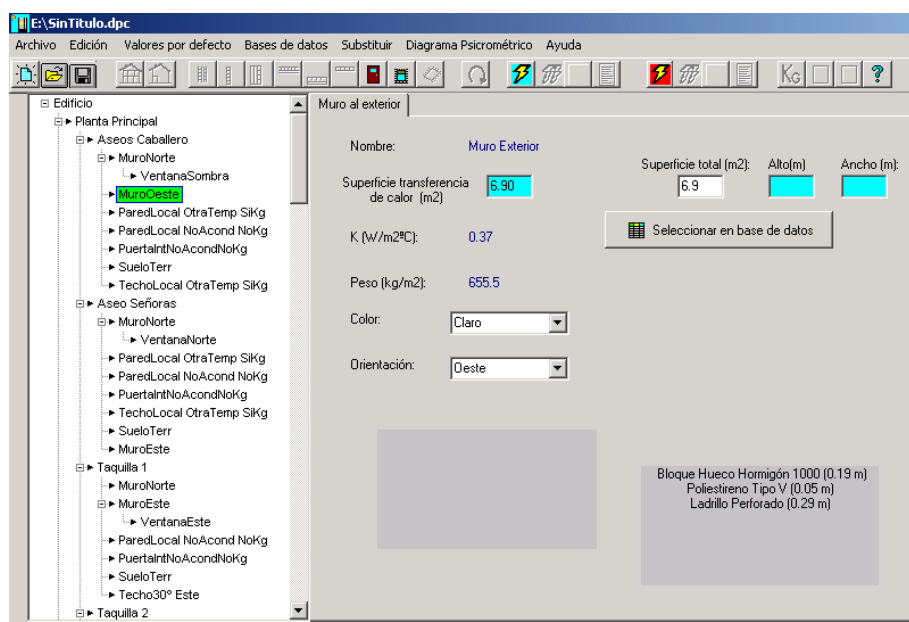 E:\SinTitulo.dpc
Archivo Edición Valores por defecto Bases de datos Substituir Diagrama Psicrométrico Ayuda
KG ?
Edificio
Planta Principal
Aseos Caballero
MuroNorte
VentanaSombra
MuroOeste
ParedLocal OtraTemp SiKg
ParedLocal NoAcond NoKg
PuertaIntNoAcondNoKg
SueloTerr
TechoLocal OtraTemp SiKg
Aseo Señoras
MuroNorte
VentanaNorte
ParedLocal OtraTemp SiKg
ParedLocal NoAcond NoKg
PuertaIntNoAcondNoKg
TechoLocal OtraTemp SiKg
SueloTerr
MuroEste
Taquilla 1
MuroNorte
MuroEste
VentanaEste
ParedLocal NoAcond NoKg
PuertaIntNoAcondNoKg
SueloTerr
Techo30º Este
Taquilla 2
Muro al exterior
Nombre: Muro Exterior
Superficie transferencia de calor (m2) 6.90
Superficie total (m2): Alto(m) Ancho (m):
6.9
Seleccionar en base de datos
K (W/m2ºC): 0.37
Peso (kg/m2): 655.5
Color: Claro
Orientación: Oeste
Bloque Hueco Hormigón 1000 (0.19 m)
Poliestireno Tipo V (0.05 m)
Ladrillo Perforado (0.29 m)